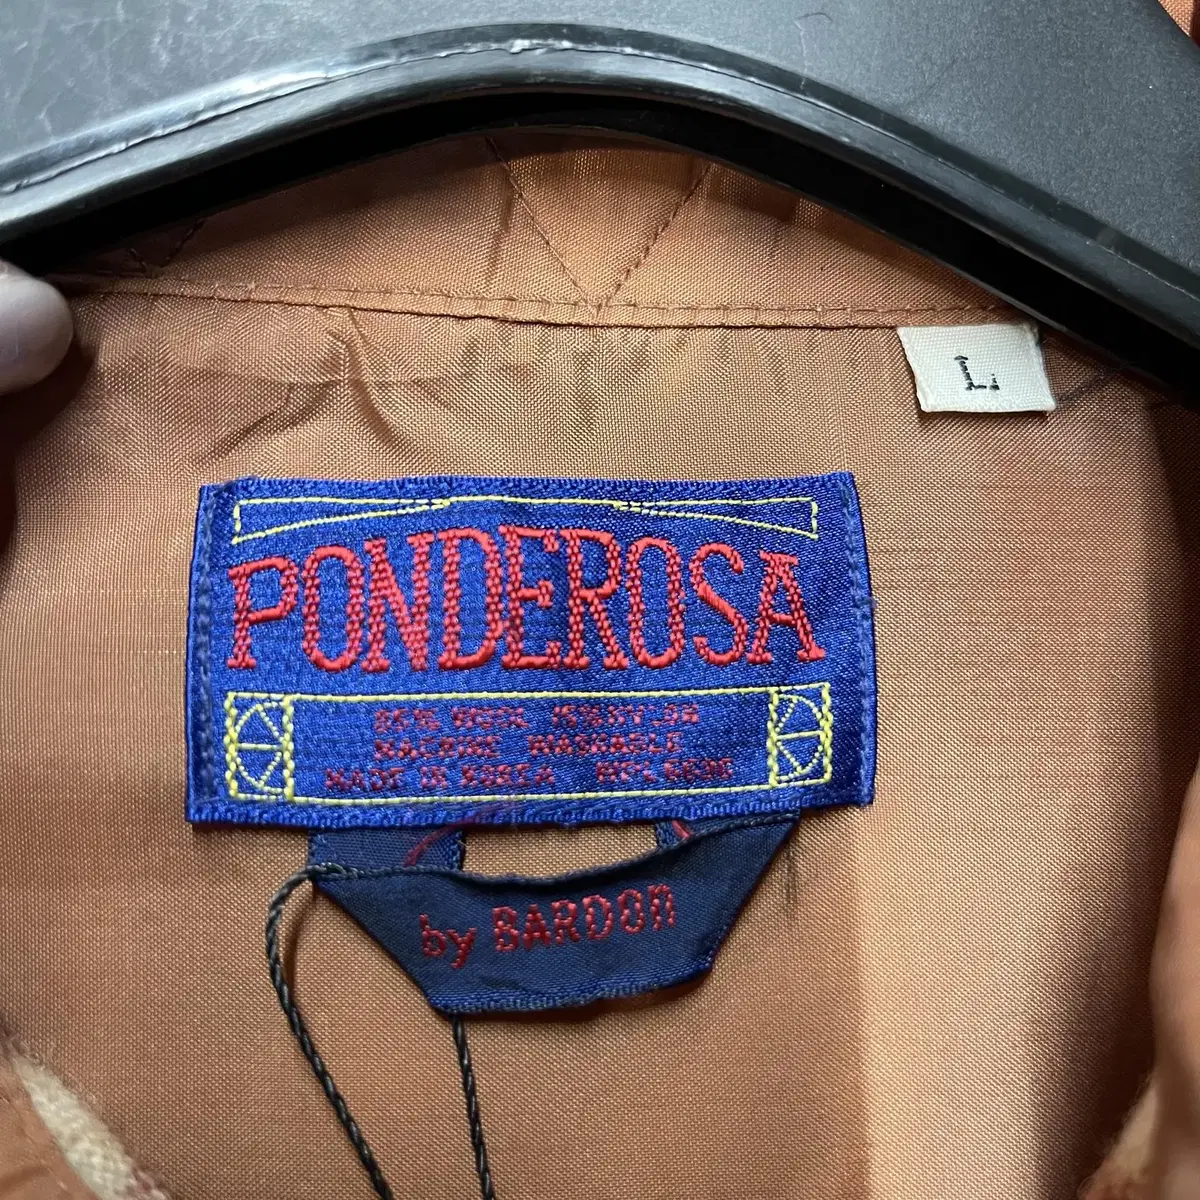 L
PONDEROSA
85% WOOL 15% NYLON
MACHINE WASHABLE
MADE IN KOREA
by BARDON